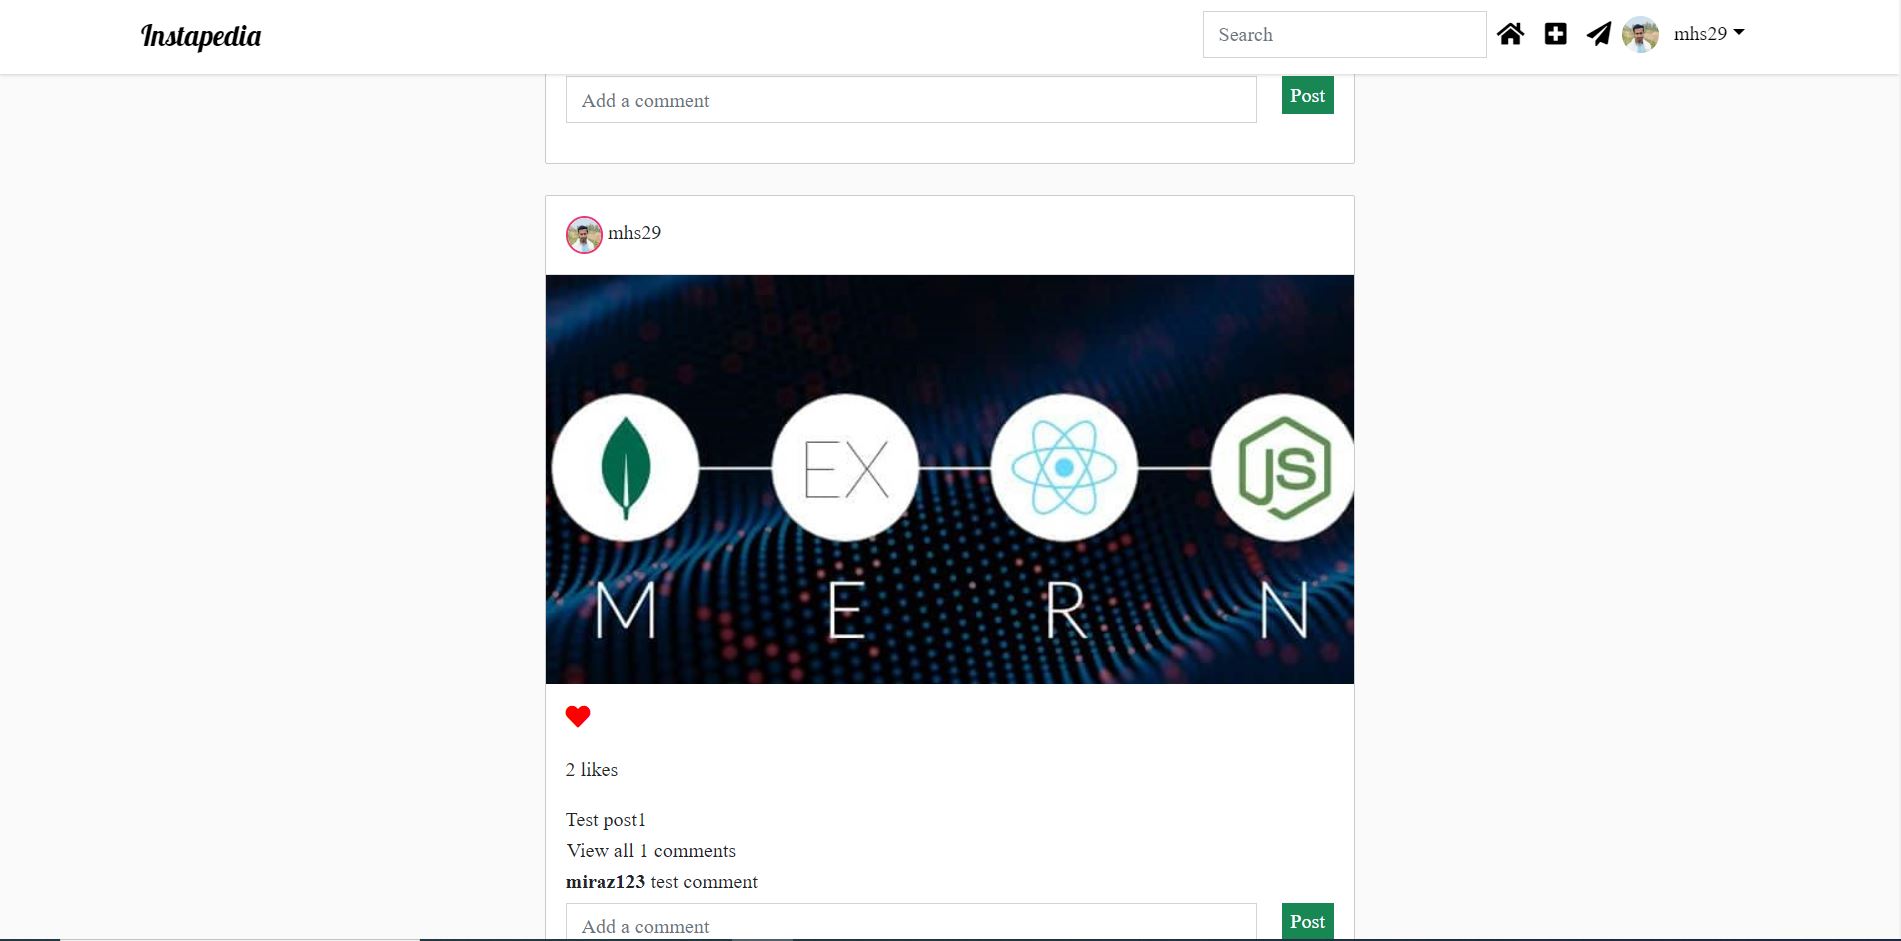 Instapedia
Search
mhs29
Add a comment
Post
mhs29
EX
JS
M E R N
2 likes
Test post1
View all 1 comments
miraz123 test comment
Add a comment
Post